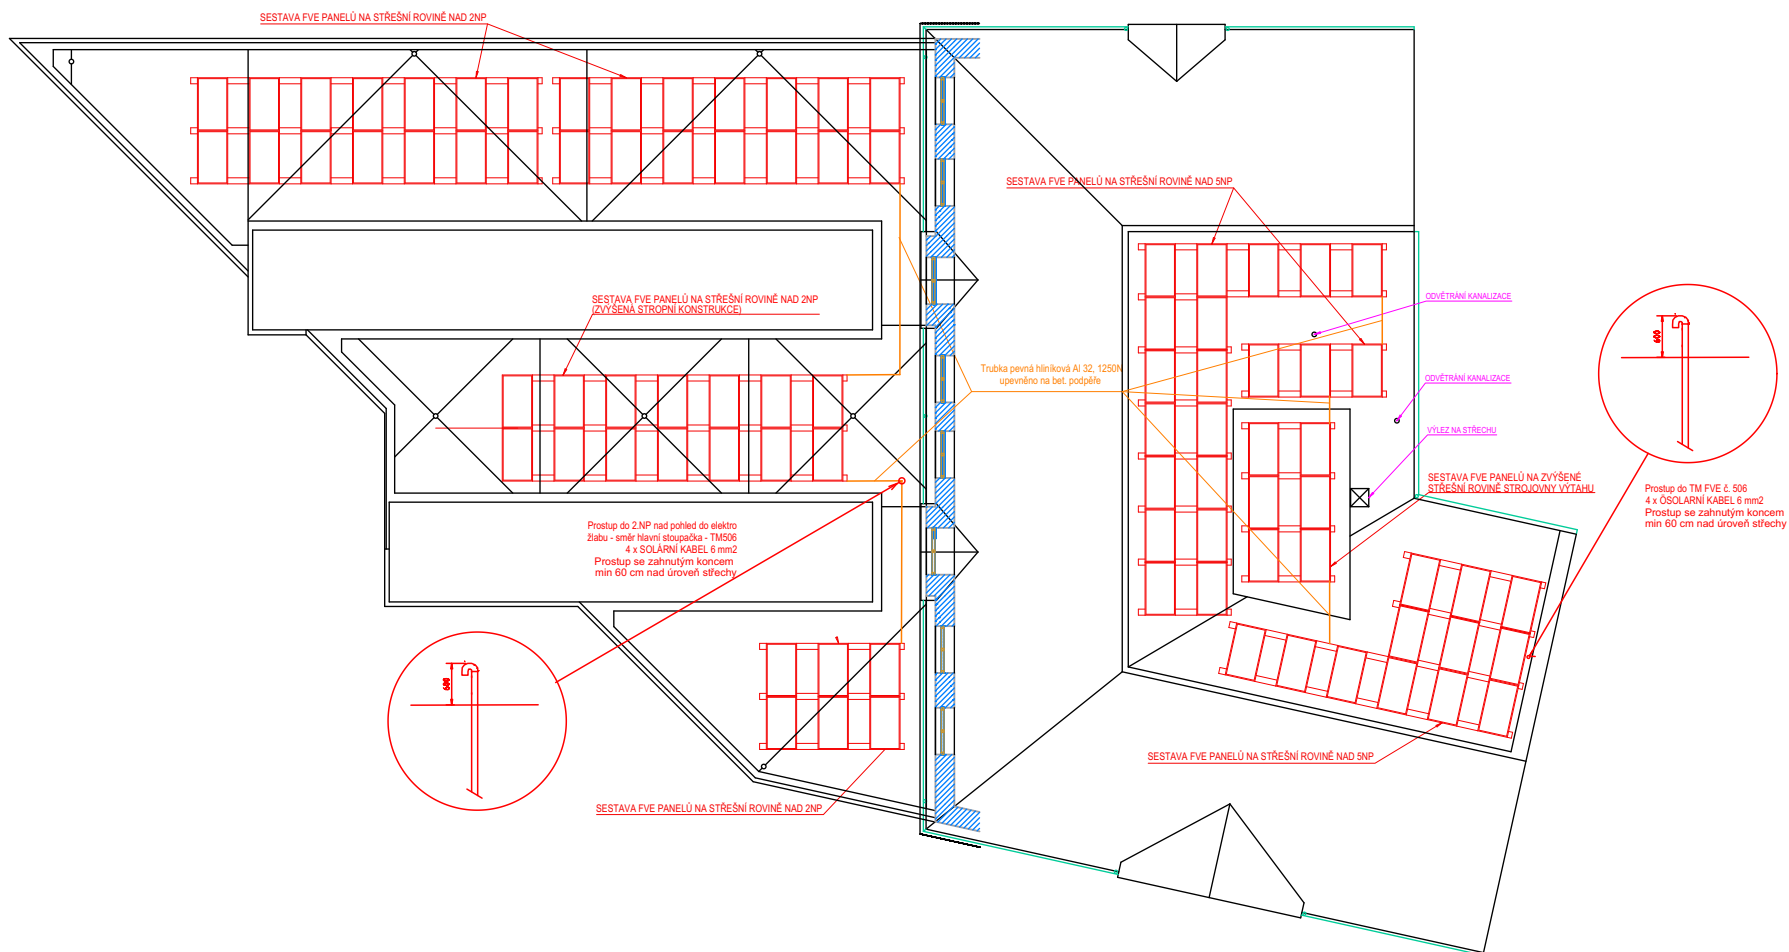 SESTAVA FVE PANELŮ NA STŘEŠNÍ ROVINĚ NAD 2NP
SESTAVA FVE PANELŮ NA STŘEŠNÍ ROVINĚ NAD 5NP
SESTAVA FVE PANELŮ NA STŘEŠNÍ ROVINĚ NAD 2NP
(ZVÝŠENÁ STROPNÍ KONSTRUKCE)
ODVĚTRÁNÍ KANALIZACE
600
Trubka pevná hliníková Al 32, 1250N
upevněno na bet. podpěře
ODVĚTRÁNÍ KANALIZACE
VÝLEZ NA STŘECHU
SESTAVA FVE PANELŮ NA ZVÝŠENÉ
STŘEŠNÍ ROVINĚ STROJOVNY VÝTAHU
Prostup do TM FVE č. 506
4 x ÓSOLARNÍ KABEL 6 mm2
Prostup se zahnutým koncem
min 60 cm nad úroveň střechy
Prostup do 2.NP nad pohled do elektro
žlabu - směr hlavní stoupačka - TM506
4 x SOLÁRNÍ KABEL 6 mm2
Prostup se zahnutým koncem
min 60 cm nad úroveň střechy
600
SESTAVA FVE PANELŮ NA STŘEŠNÍ ROVINĚ NAD 5NP
SESTAVA FVE PANELŮ NA STŘEŠNÍ ROVINĚ NAD 2NP